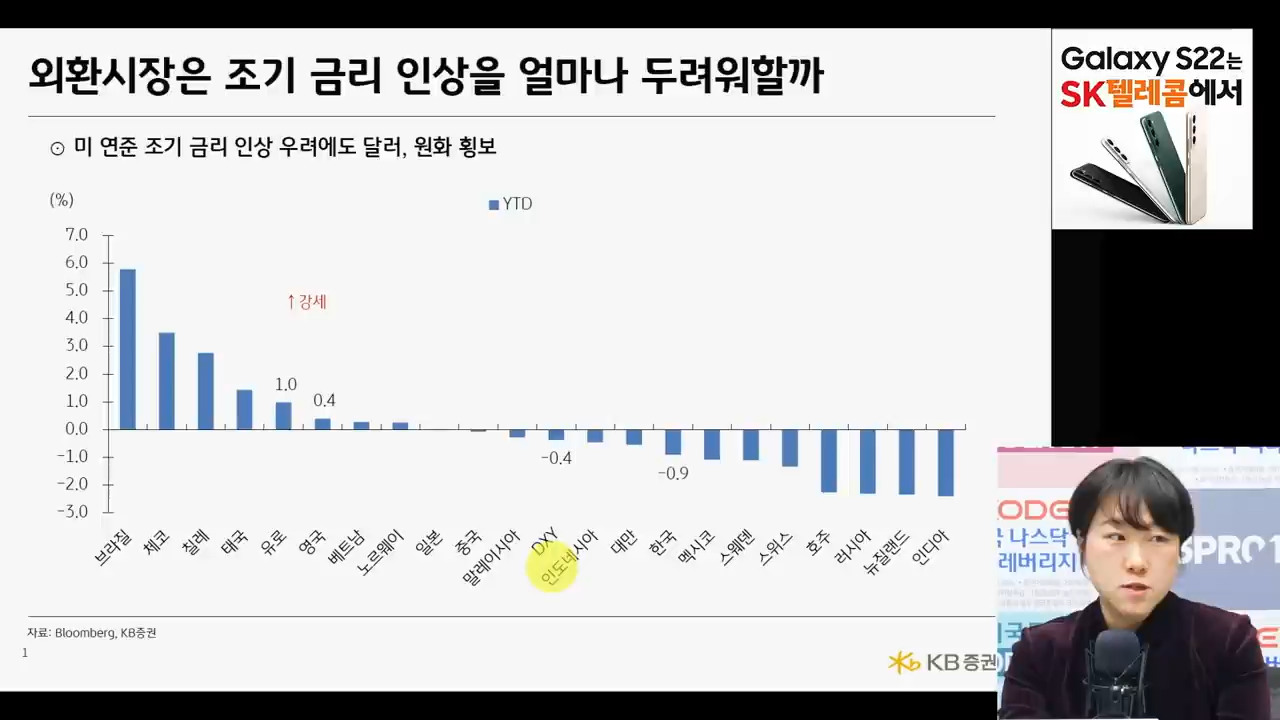 외환시장은 조기 금리 인상을 얼마나 두려워할까
⊙ 미 연준 조기 금리 인상 우려에도 달러, 원화 횡보
(%)
YTD
7.0
6.0
5.0
4.0
3.0
2.0
1.0
0.0
-1.0
-2.0
-3.0
↑강세
1.0
0.4
-0.4
-0.9
브라질
체코
칠레
태국
유로
영국
베트남
노르웨이
일본
중국
말레이시아
DXY
인도네시아
대만
한국
멕시코
스웨덴
스위스
호주
러시아
뉴질랜드
인디아
자료: Bloomberg, KB증권
1
KB증권
Galaxy S22는
SK텔레콤에서
나스닥
레버리지